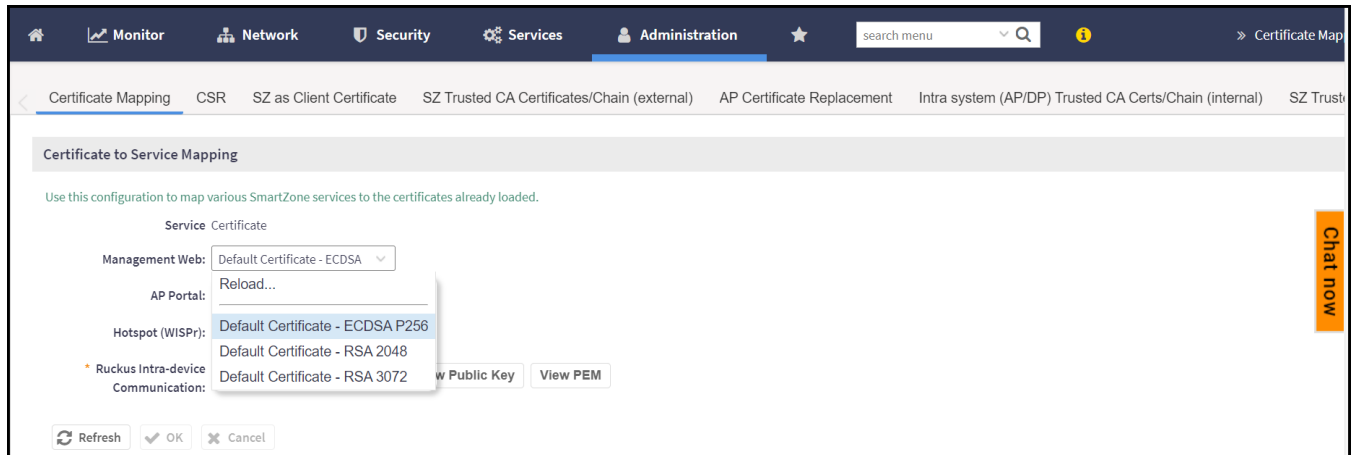 Monitor Network Security Services Administration search menu » Certificate Map
Certificate Mapping CSR SZ as Client Certificate SZ Trusted CA Certificates/Chain (external) AP Certificate Replacement Intra system (AP/DP) Trusted CA Certs/Chain (internal) SZ Trust
Certificate to Service Mapping
Use this configuration to map various SmartZone services to the certificates already loaded.
Service Certificate
Management Web: Default Certificate - ECDSA
Reload...
AP Portal:
Default Certificate - ECDSA P256
Hotspot (WISPr):
Default Certificate - RSA 2048
* Ruckus Intra-device
Communication:
Default Certificate - RSA 3072
w Public Key View PEM
Refresh OK Cancel
Chat now